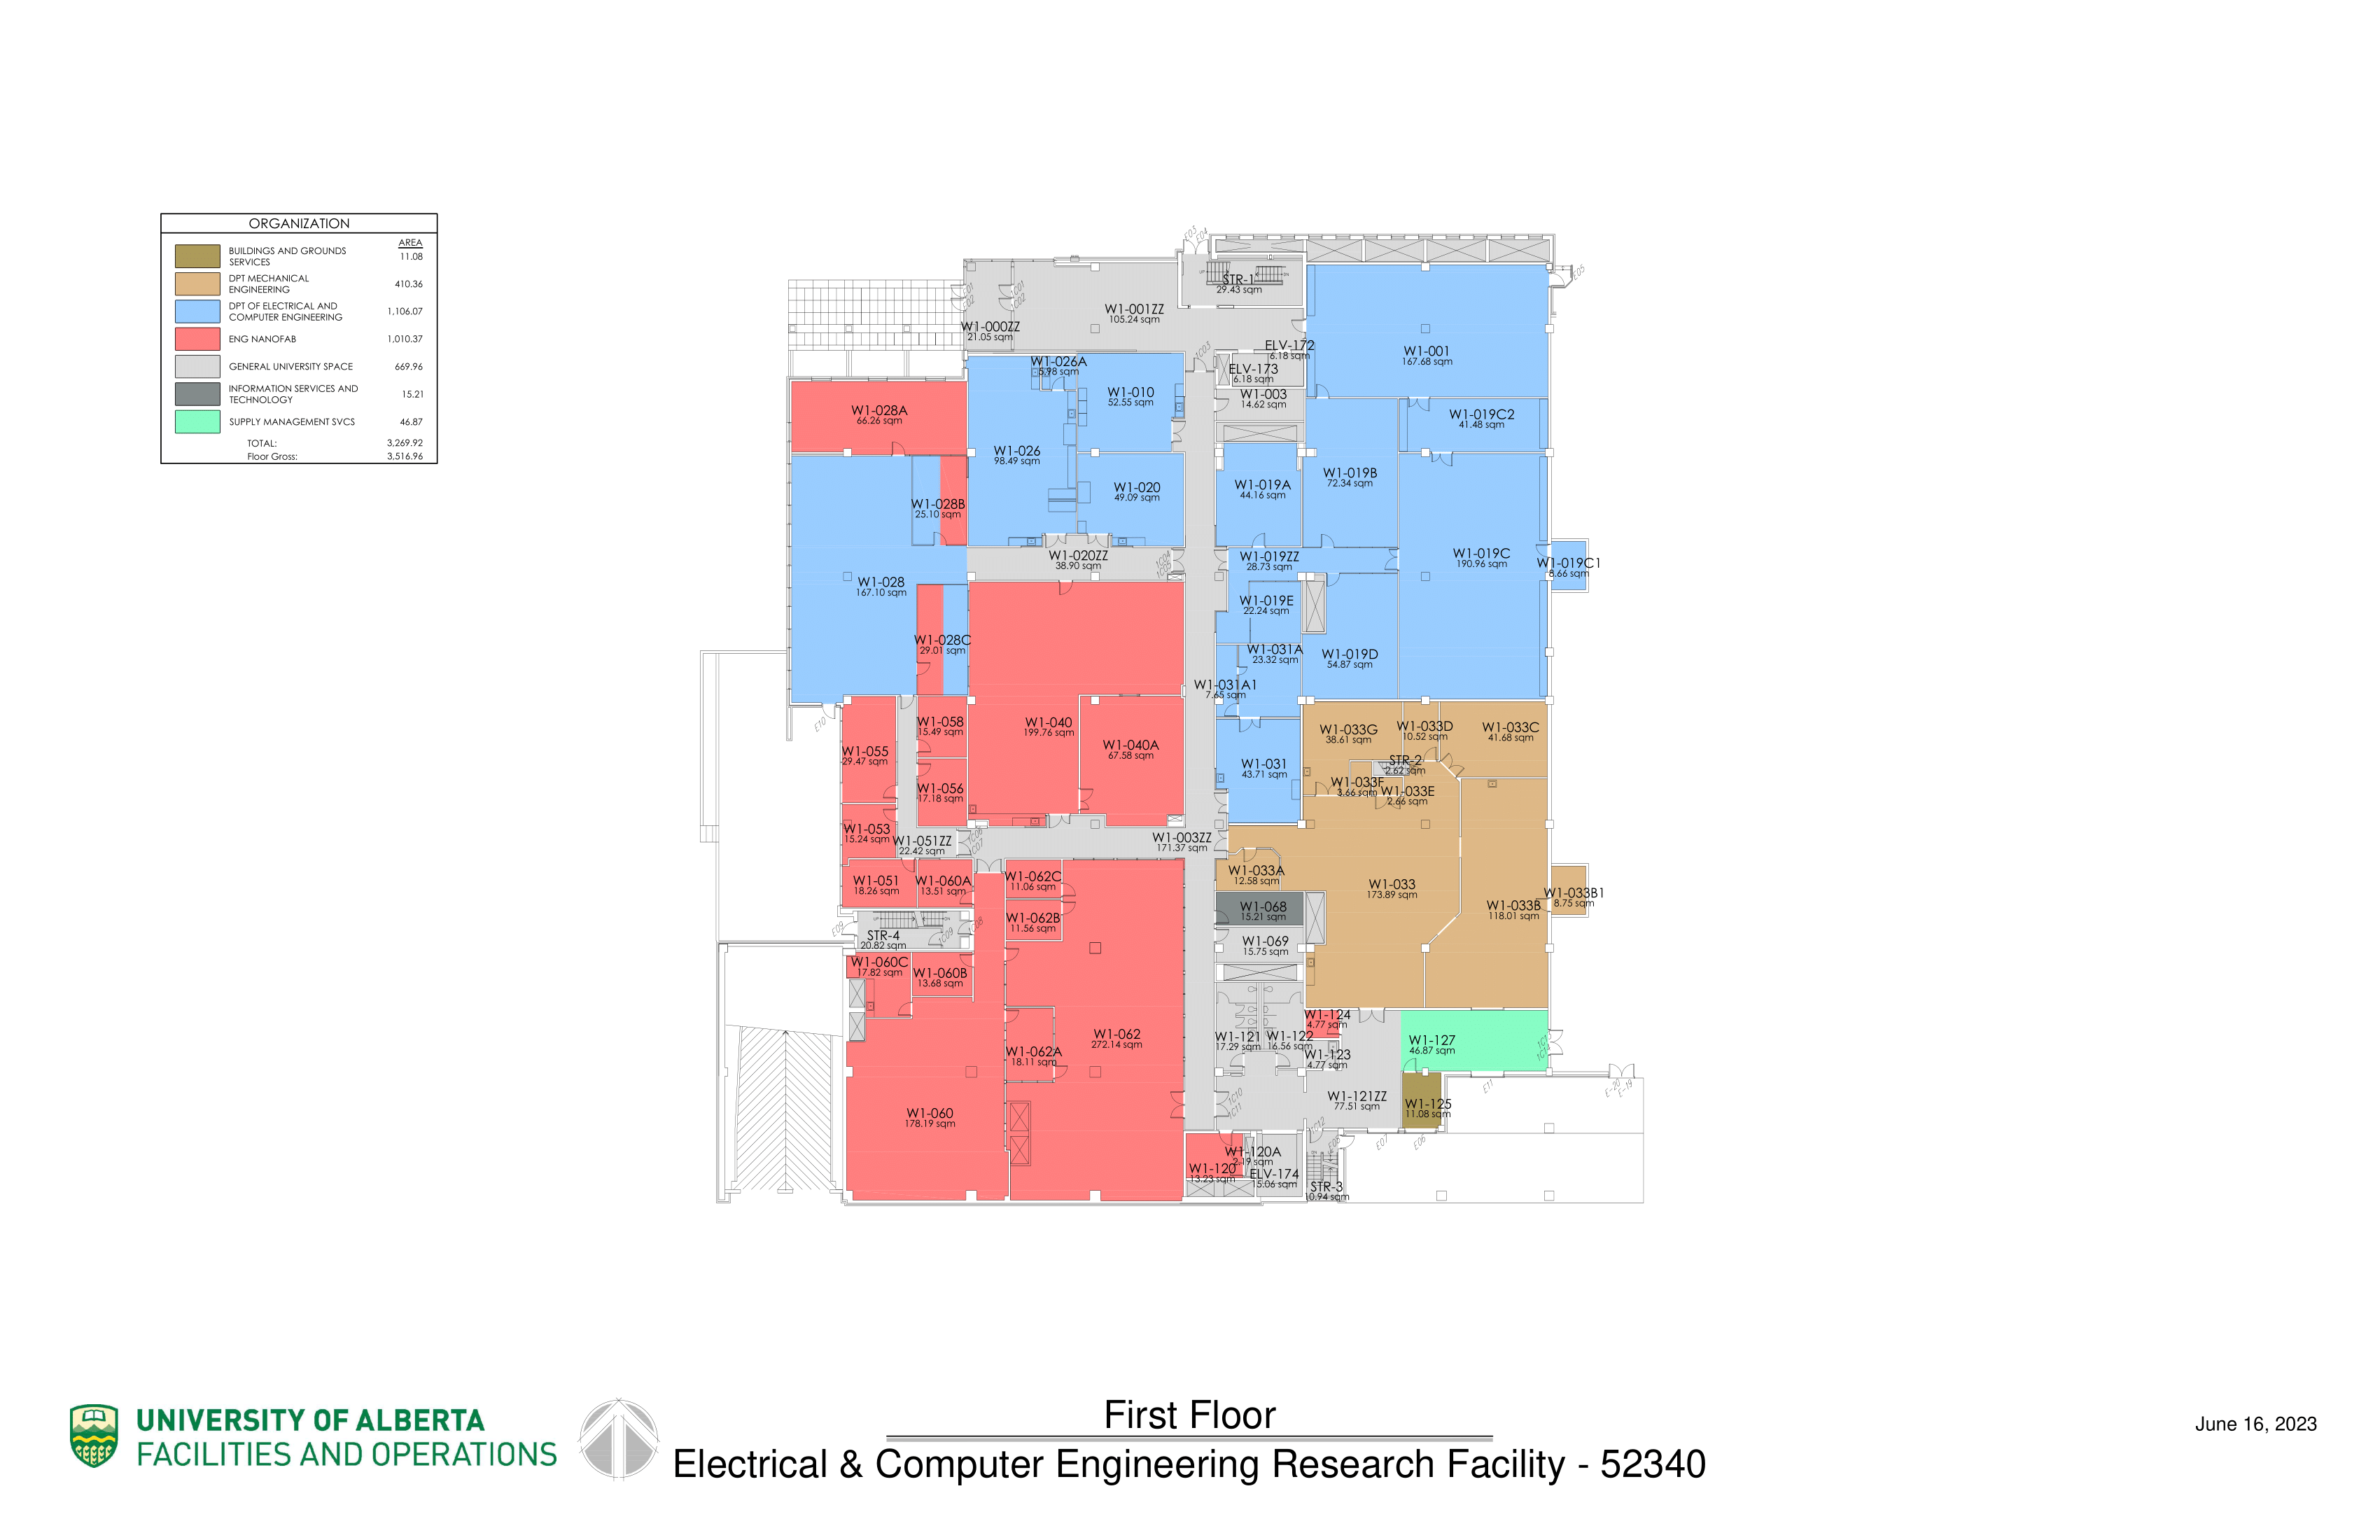 ORGANIZATION
AREA
BUILDINGS AND GROUNDS
SERVICES
11.08
DPT MECHANICAL
ENGINEERING
410.36
DPT OF ELECTRICAL AND
COMPUTER ENGINEERING
1,106.07
ENG NANOFAB
1,010.37
GENERAL UNIVERSITY SPACE
669.96
INFORMATION SERVICES AND
TECHNOLOGY
15.21
SUPPLY MANAGEMENT SVCS
46.87
TOTAL:
3,269.92
Floor Gross:
3,516.96
E03
E04
E05
STR-1
29.43 sqm
W1-001ZZ
105.24 sqm
W1-000ZZ
21.05 sqm
ELV-172
6.18 sqm
ELV-173
6.18 sqm
1C03
W1-001
167.68 sqm
W1-026A
5.98 sqm
W1-010
52.55 sqm
W1-003
14.62 sqm
W1-028A
66.26 sqm
W1-019C2
41.48 sqm
W1-026
98.49 sqm
W1-020
49.09 sqm
W1-019A
44.16 sqm
W1-019B
72.34 sqm
W1-028B
25.10 sqm
W1-020ZZ
38.90 sqm
W1-019ZZ
28.73 sqm
W1-019C
190.96 sqm
W1-019C1
8.66 sqm
W1-028
167.10 sqm
W1-019E
22.24 sqm
W1-028C
29.01 sqm
W1-031A
23.32 sqm
W1-019D
54.87 sqm
W1-031A1
7.65 sqm
E10
W1-058
15.49 sqm
W1-040
199.76 sqm
W1-040A
67.58 sqm
W1-033G
38.61 sqm
W1-033D
10.52 sqm
W1-033C
41.68 sqm
W1-055
29.47 sqm
W1-031
43.71 sqm
STR-2
2.62 sqm
W1-056
17.18 sqm
W1-033F
3.66 sqm
W1-033E
2.66 sqm
W1-053
15.24 sqm
W1-051ZZ
22.42 sqm
1C06
1C07
W1-003ZZ
171.37 sqm
W1-051
18.26 sqm
W1-060A
13.51 sqm
W1-062C
11.06 sqm
W1-033A
12.58 sqm
W1-033
173.89 sqm
W1-033B1
8.75 sqm
W1-062B
11.56 sqm
W1-068
15.21 sqm
W1-033B
118.01 sqm
E09
STR-4
20.82 sqm
1C09
1C08
W1-069
15.75 sqm
W1-060C
17.82 sqm
W1-060B
13.68 sqm
W1-062
272.14 sqm
W1-062A
18.11 sqm
W1-121
17.29 sqm
W1-122
16.56 sqm
W1-124
4.77 sqm
W1-123
4.77 sqm
W1-127
46.87 sqm
E11
E-20
E-19
W1-060
178.19 sqm
1C10
1C11
W1-121ZZ
77.51 sqm
W1-125
11.08 sqm
1C12
E08
E07
E06
W1-120A
2.19 sqm
W1-120
13.23 sqm
ELV-174
15.06 sqm
STR-3
10.94 sqm
UNIVERSITY OF ALBERTA
FACILITIES AND OPERATIONS
First Floor
Electrical & Computer Engineering Research Facility - 52340
June 16, 2023